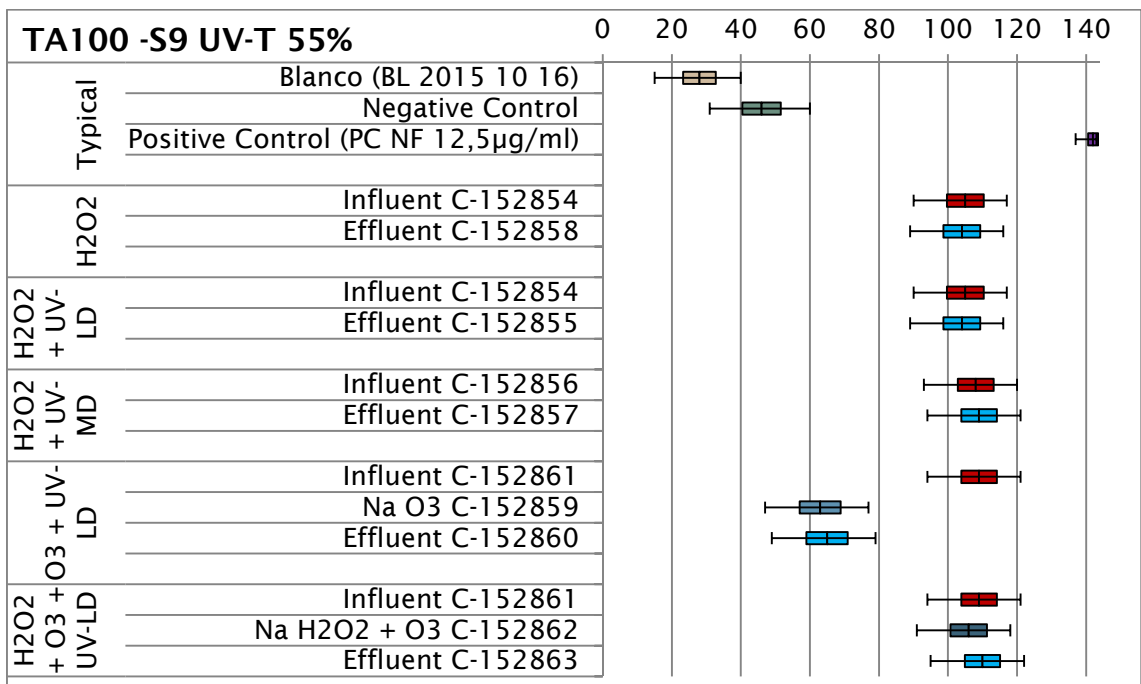 TA100 -S9 UV-T 55%
0 20 40 60 80 100 120 140
Typical
Blanco (BL 2015 10 16)
Negative Control
Positive Control (PC NF 12,5µg/ml)
H2O2
Influent C-152854
Effluent C-152858
H2O2
+ UV-
LD
Influent C-152854
Effluent C-152855
H2O2
+ UV-
MD
Influent C-152856
Effluent C-152857
O3 + UV-
LD
Influent C-152861
Na O3 C-152859
Effluent C-152860
H2O2
+ O3 +
UV-LD
Influent C-152861
Na H2O2 + O3 C-152862
Effluent C-152863